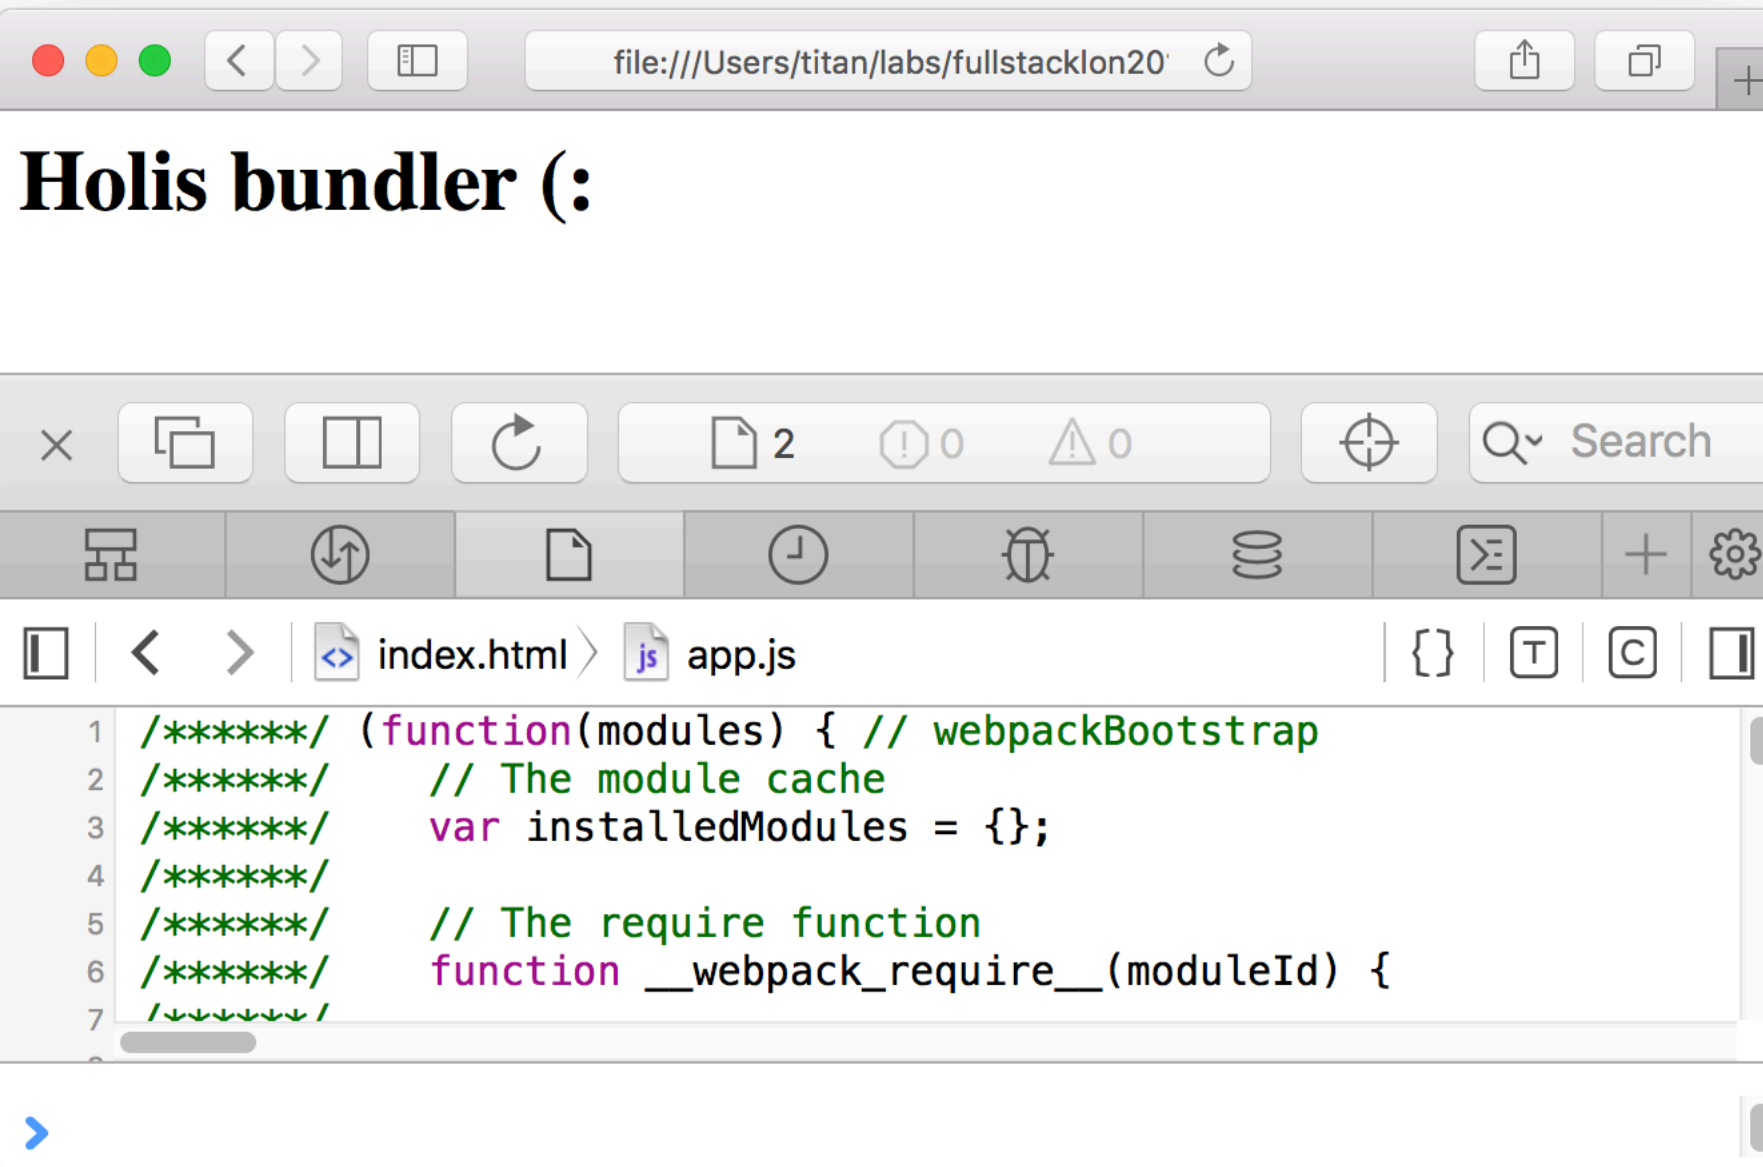 file:///Users/titan/labs/fullstacklon20
Holis bundler (:
2 0 0 Search
index.html app.js {} T C
1 /******/ (function(modules) { // webpackBootstrap
2 /******/    // The module cache
3 /******/    var installedModules = {};
4 /******/
5 /******/    // The require function
6 /******/    function __webpack_require__(moduleId) {
7 /******/